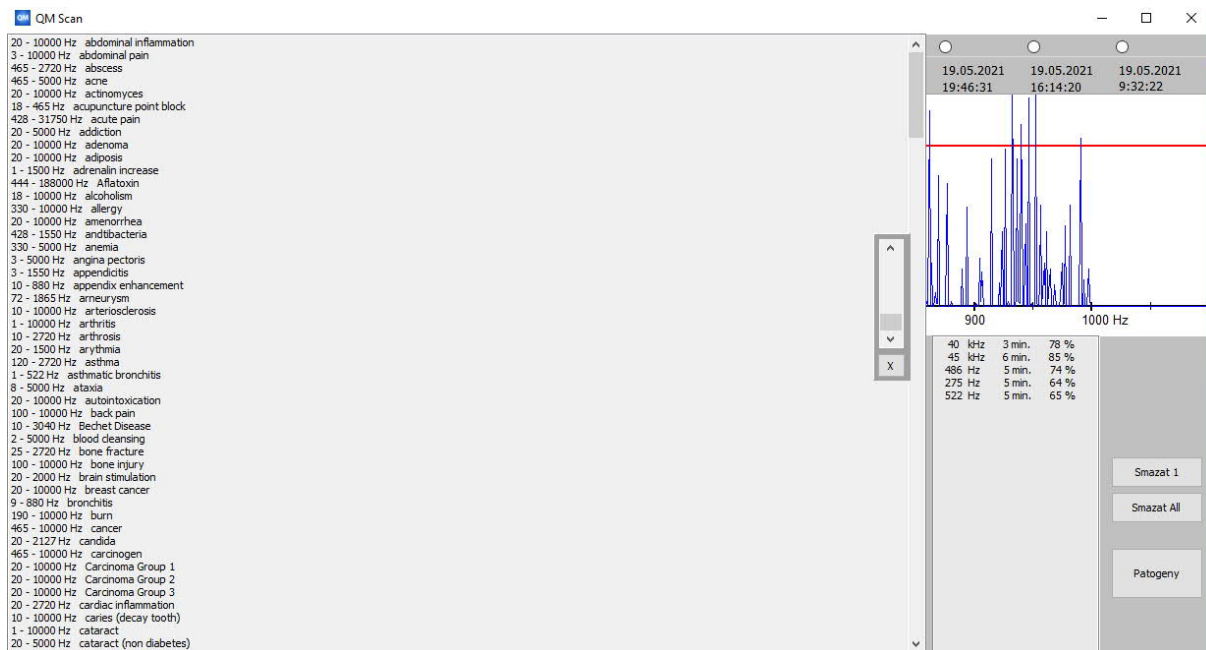 QM QM Scan
20 - 10000 Hz abdominal inflammation
3 - 10000 Hz abdominal pain
465 - 2720 Hz abscess
465 - 5000 Hz acne
20 - 10000 Hz actinomyces
18 - 465 Hz acupuncture point block
428 - 31750 Hz acute pain
20 - 5000 Hz addiction
20 - 10000 Hz adenoma
20 - 10000 Hz adiposis
1 - 1500 Hz adrenalin increase
444 - 188000 Hz Aflatoxin
18 - 10000 Hz alcoholism
330 - 10000 Hz allergy
20 - 10000 Hz amenorrhea
428 - 1550 Hz andtibacteria
330 - 5000 Hz anemia
3 - 5000 Hz angina pectoris
3 - 1550 Hz appendicitis
10 - 880 Hz appendix enhancement
72 - 1865 Hz arneurysm
10 - 10000 Hz arteriosclerosis
1 - 10000 Hz arthritis
10 - 2720 Hz arthrosis
20 - 1500 Hz arythmia
120 - 2720 Hz asthma
1 - 522 Hz asthmatic bronchitis
8 - 5000 Hz ataxia
20 - 10000 Hz autointoxication
100 - 10000 Hz back pain
10 - 3040 Hz Bechet Disease
2 - 5000 Hz blood cleansing
25 - 2720 Hz bone fracture
100 - 10000 Hz bone injury
20 - 2000 Hz brain stimulation
20 - 10000 Hz breast cancer
9 - 880 Hz bronchitis
190 - 10000 Hz burn
465 - 10000 Hz cancer
20 - 2127 Hz candida
465 - 10000 Hz carcinogen
20 - 10000 Hz Carcinoma Group 1
20 - 10000 Hz Carcinoma Group 2
20 - 10000 Hz Carcinoma Group 3
20 - 2720 Hz cardiac inflammation
10 - 10000 Hz caries (decay tooth)
1 - 10000 Hz cataract
20 - 5000 Hz cataract (non diabetes)
X
19.05.2021 19.05.2021 19.05.2021
19:46:31 16:14:20 9:32:22
900 1000 Hz
40 kHz 3 min. 78 %
45 kHz 6 min. 85 %
486 Hz 5 min. 74 %
275 Hz 5 min. 64 %
522 Hz 5 min. 65 %
Smazat 1
Smazat All
Patogeny